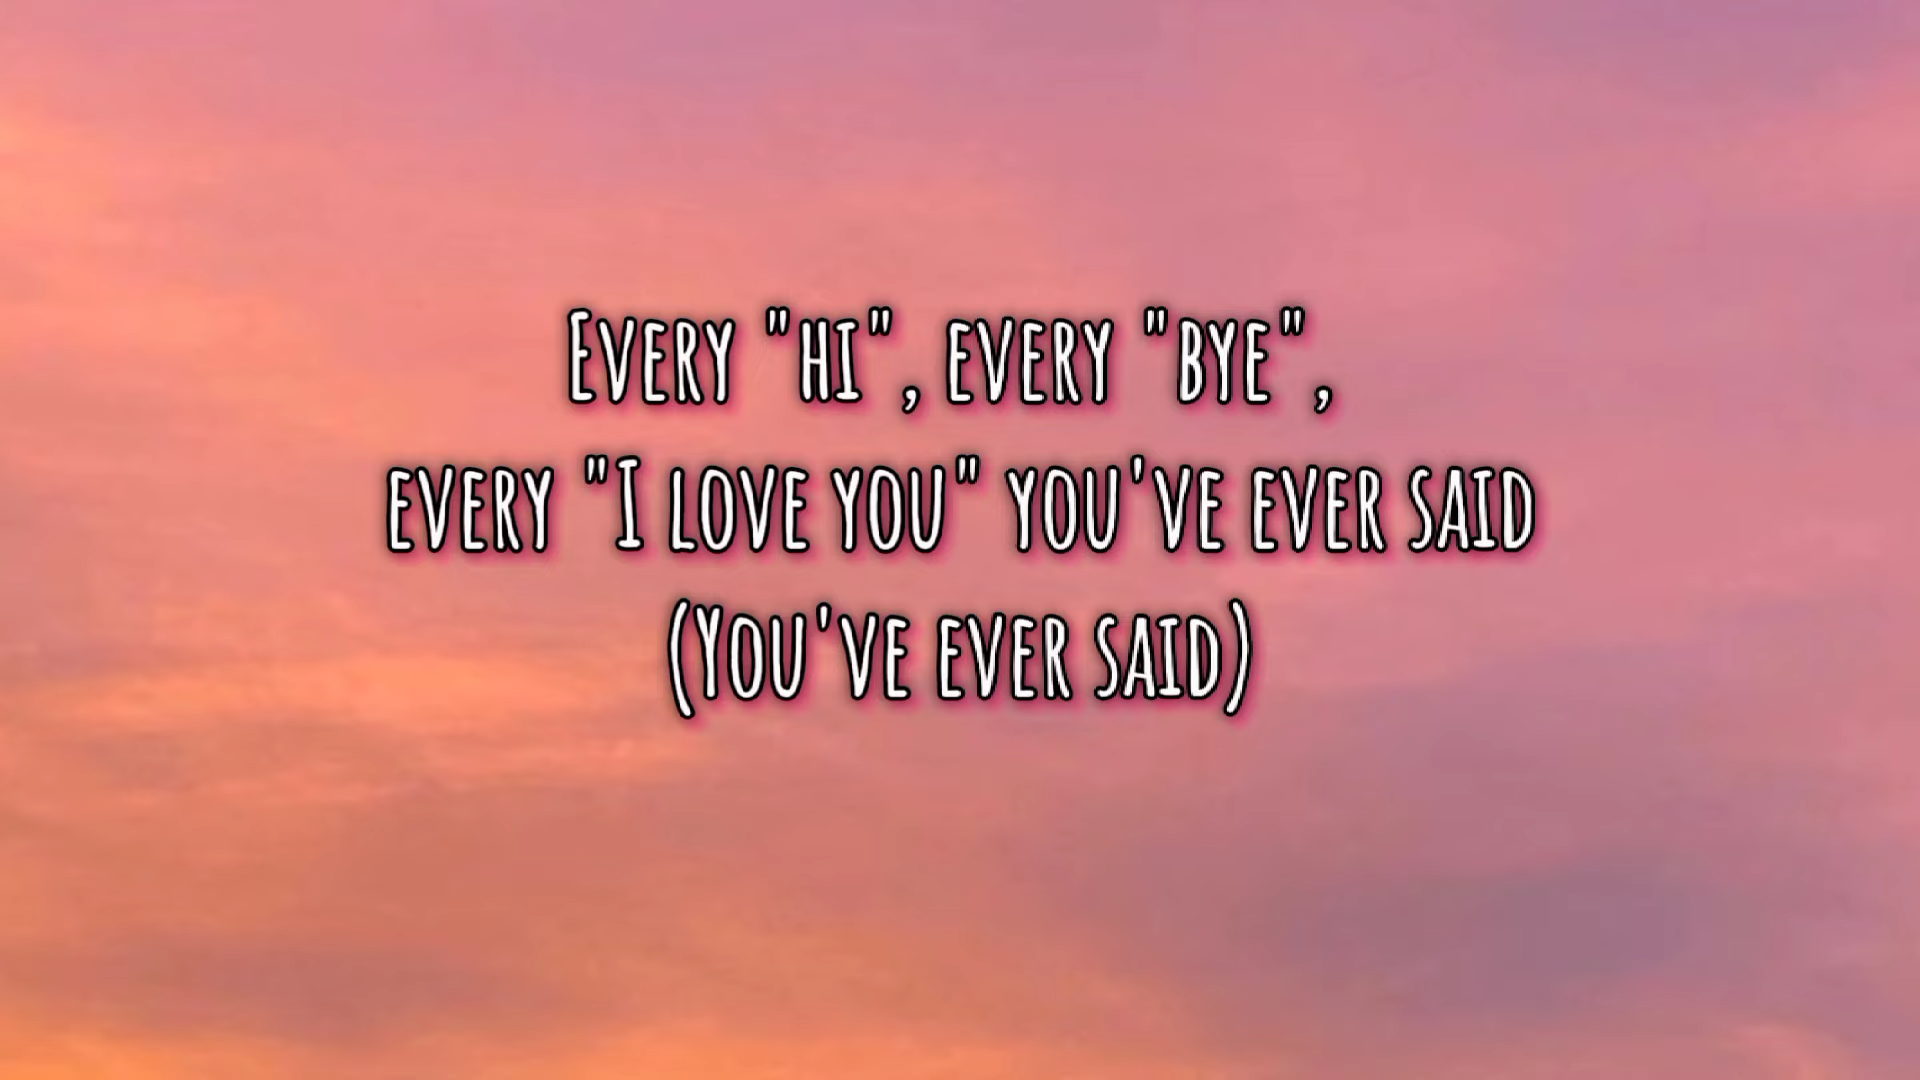 Every "hi", every "bye",
every "I love you" you've ever said
(You've ever said)